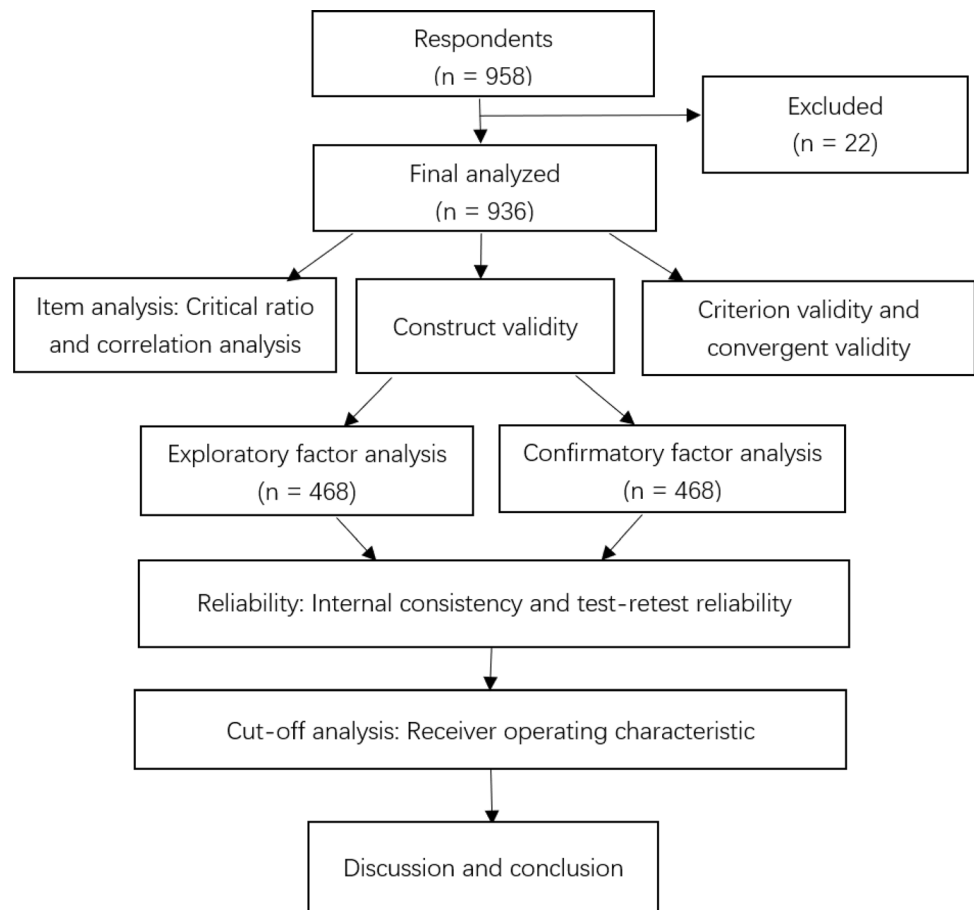 Respondents
(n = 958)
Excluded
(n = 22)
Final analyzed
(n = 936)
Item analysis: Critical ratio
and correlation analysis
Construct validity
Criterion validity and
convergent validity
Exploratory factor analysis
(n = 468)
Confirmatory factor analysis
(n = 468)
Reliability: Internal consistency and test-retest reliability
Cut-off analysis: Receiver operating characteristic
Discussion and conclusion